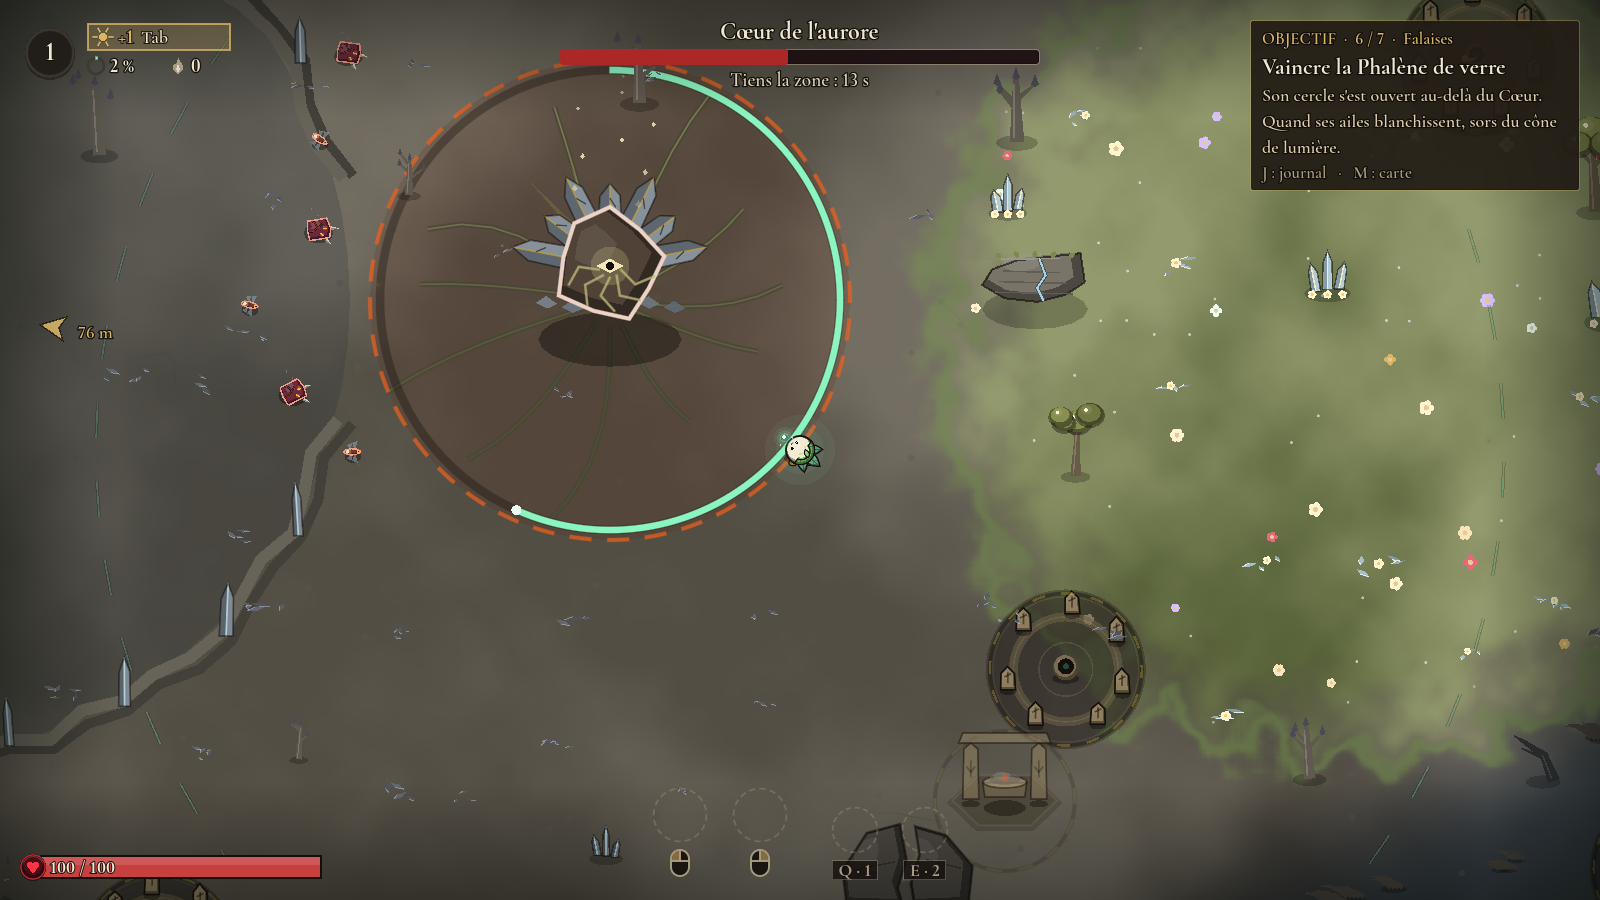 1
+1 Tab
2 %
0
Cœur de l'aurore
Tiens la zone : 13 s
OBJECTIF · 6 / 7 · Falaises
Vaincre la Phalène de verre
Son cercle s'est ouvert au-delà du Cœur.
Quand ses ailes blanchissent, sors du cône
de lumière.
J : journal · M : carte
76 m
100 / 100
Q · 1
E · 2